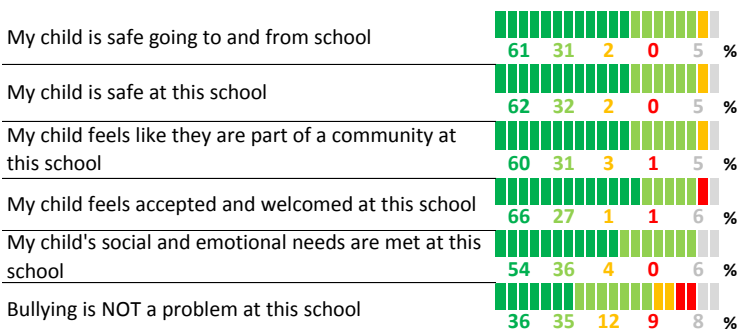 My child is safe going to and from school
61 31 2 0 5 %
My child is safe at this school
62 32 2 0 5 %
My child feels like they are part of a community at
this school
60 31 3 1 5 %
My child feels accepted and welcomed at this school
66 27 1 1 6 %
My child's social and emotional needs are met at this
school
54 36 4 0 6 %
Bullying is NOT a problem at this school
36 35 12 9 8 %